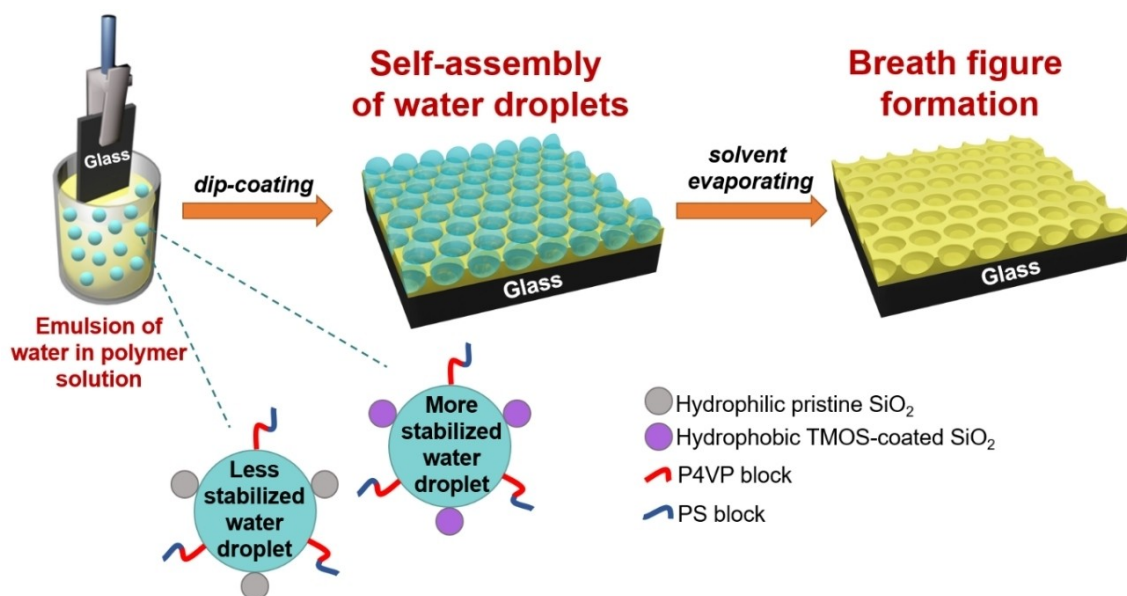 Glass
Emulsion of
water in polymer
solution
dip-coating
Self-assembly
of water droplets
Glass
solvent
evaporating
Breath figure
formation
Glass
Less
stabilized
water
droplet
More
stabilized
water
droplet
Hydrophilic pristine SiO₂
Hydrophobic TMOS-coated SiO₂
P4VP block
PS block